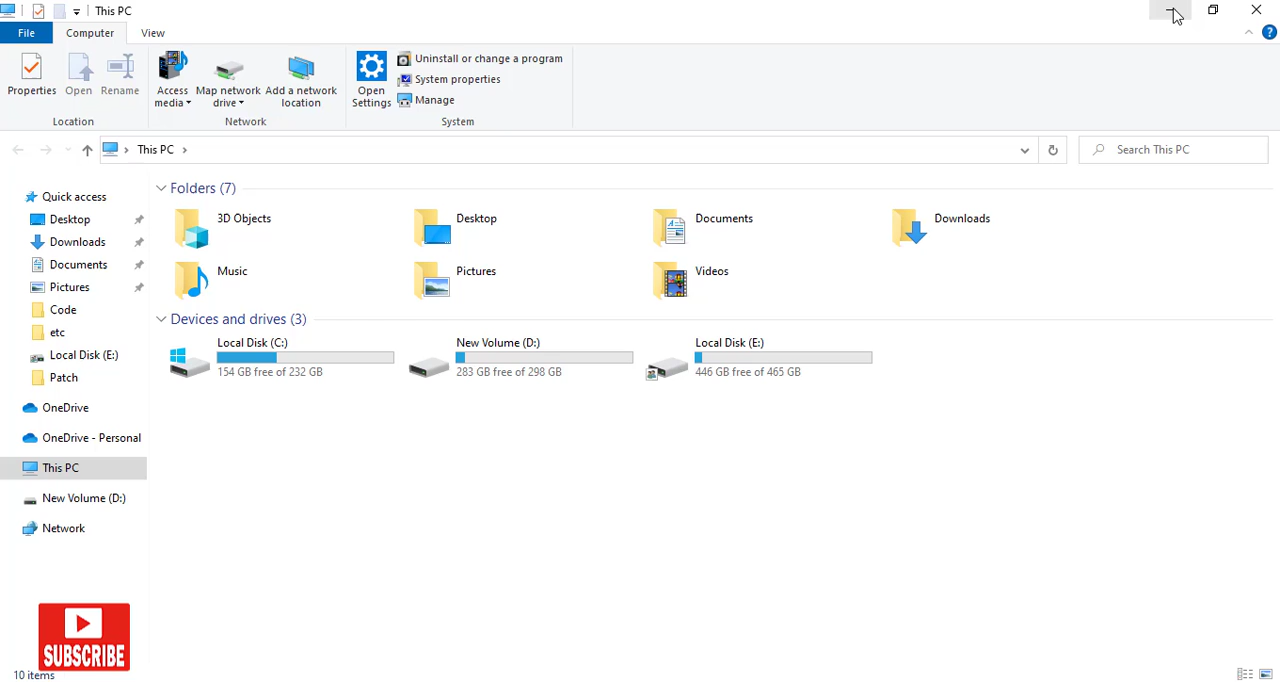 This PC
File
Computer
View
Properties
Open
Rename
Access
media
Map network
drive
Add a network
location
Open
Settings
Uninstall or change a program
System properties
Manage
Location
Network
System
This PC
Search This PC
Quick access
Desktop
Downloads
Documents
Pictures
Code
etc
Local Disk (E:)
Patch
OneDrive
OneDrive - Personal
This PC
New Volume (D:)
Network
Folders (7)
3D Objects
Desktop
Documents
Downloads
Music
Pictures
Videos
Devices and drives (3)
Local Disk (C:)
154 GB free of 232 GB
New Volume (D:)
283 GB free of 298 GB
Local Disk (E:)
446 GB free of 465 GB
SUBSCRIBE
10 items